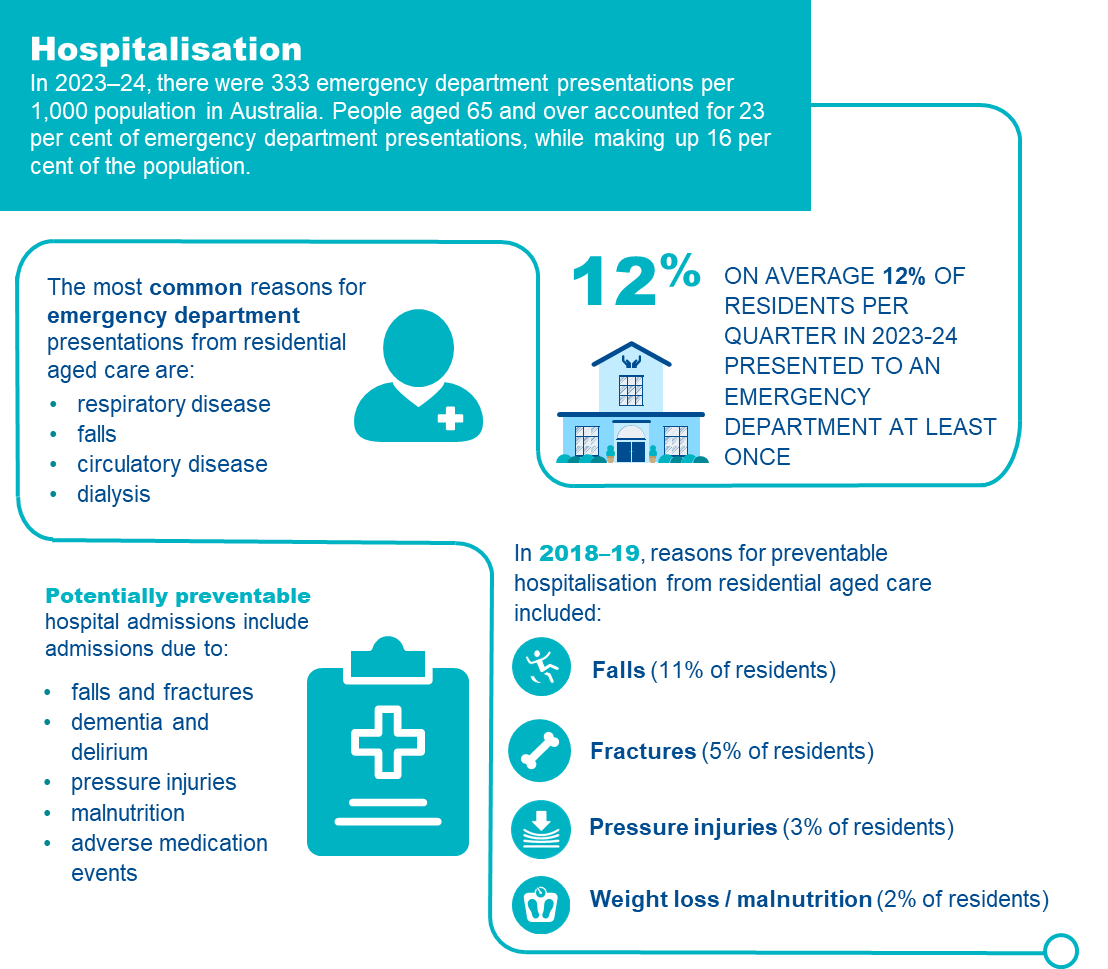 Hospitalisation
In 2023–24, there were 333 emergency department presentations per
1,000 population in Australia. People aged 65 and over accounted for 23
per cent of emergency department presentations, while making up 16 per
cent of the population.
The most common reasons for
emergency department
presentations from residential
aged care are:
• respiratory disease
• falls
• circulatory disease
• dialysis
12%
ON AVERAGE 12% OF
RESIDENTS PER
QUARTER IN 2023-24
PRESENTED TO AN
EMERGENCY
DEPARTMENT AT LEAST
ONCE
Potentially preventable
hospital admissions include
admissions due to:
• falls and fractures
• dementia and
delirium
• pressure injuries
• malnutrition
• adverse medication
events
In 2018–19, reasons for preventable
hospitalisation from residential aged care
included:
Falls (11% of residents)
Fractures (5% of residents)
Pressure injuries (3% of residents)
Weight loss / malnutrition (2% of residents)